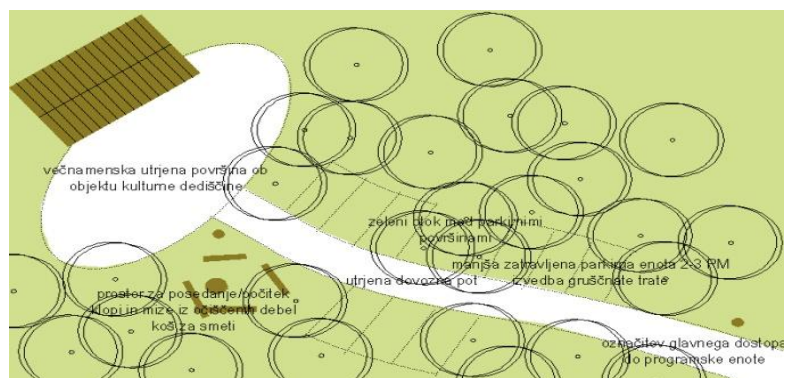 večnamenska utrjena površina ob
objektu kulturne dediščine
zeleni otok med parkirnimi
površinami
manjša zatravljena parkirna enota 2-3 PM
izvedba gruščnate trate
utrjena dovozna pot
prostor za posedanje/počitek
klopi in mize iz očiščenih debel
koš za smeti
označitev glavnega dostopa
do programske enote